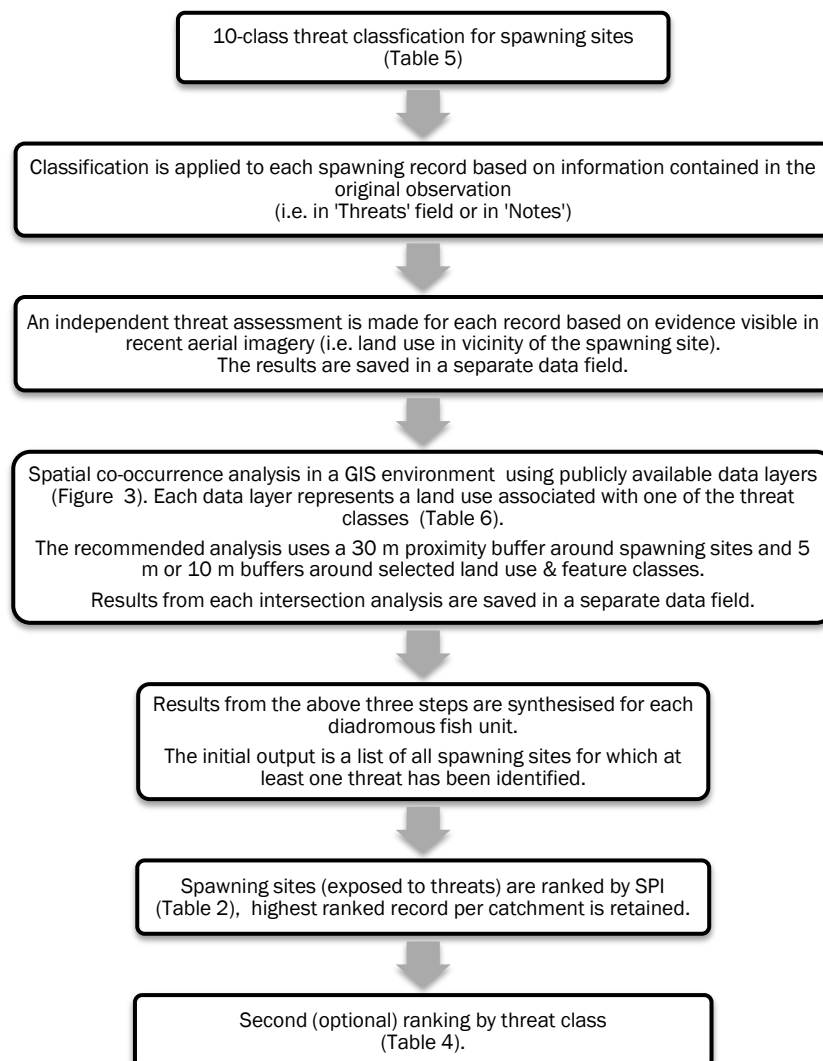 10-class threat classfication for spawning sites
(Table 5)
Classification is applied to each spawning record based on information contained in the
original observation
(i.e. in 'Threats' field or in 'Notes')
An independent threat assessment is made for each record based on evidence visible in
recent aerial imagery (i.e. land use in vicinity of the spawning site).
The results are saved in a separate data field.
Spatial co-occurrence analysis in a GIS environment using publicly available data layers
(Figure 3). Each data layer represents a land use associated with one of the threat
classes (Table 6).
The recommended analysis uses a 30 m proximity buffer around spawning sites and 5
m or 10 m buffers around selected land use & feature classes.
Results from each intersection analysis are saved in a separate data field.
Results from the above three steps are synthesised for each
diadromous fish unit.
The initial output is a list of all spawning sites for which at
least one threat has been identified.
Spawning sites (exposed to threats) are ranked by SPI
(Table 2), highest ranked record per catchment is retained.
Second (optional) ranking by threat class
(Table 4).